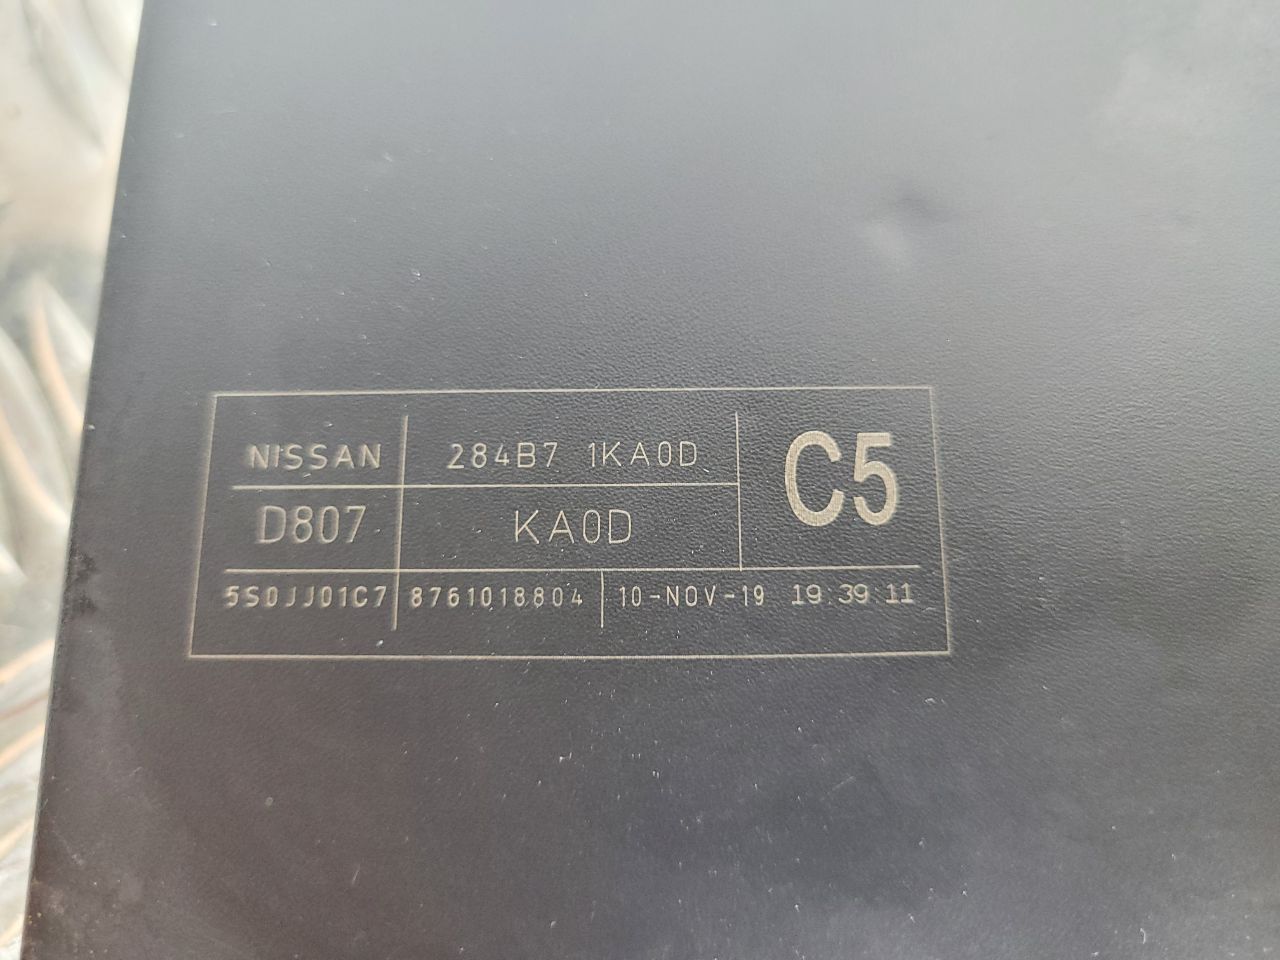 NISSAN 284B7 1KA0D C5
D807 KA0D
5S0JJ01C7 8761018804 10-NOV-19 19:39:11